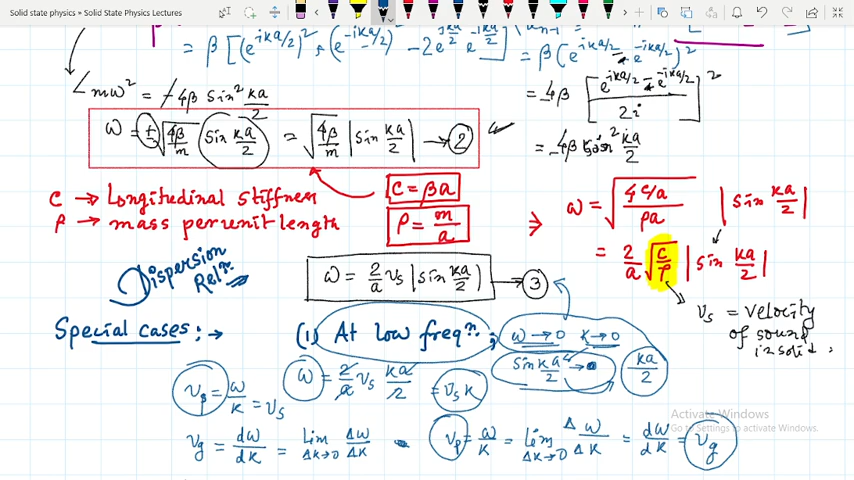 Solid state physics » Solid State Physics Lectures
= β [(e^{ika/2})² + (e^{-ika/2})² - 2e^{ika/2} e^{-ika/2}]
= β(e^{ika/2} - e^{-ika/2})²
∠mω² = -4β sin² ka/2
= -4β [e^{ika/2} - e^{-ika/2} / 2i]²
ω = ± √(4β/m) sin ka/2 = √(4β/m) |sin ka/2| → ②
= -4β sin² ka/2
C → Longitudinal stiffness
C = βa
ρ → mass per unit length
ρ = m/a
⇒ ω = √(4c/a / ρa) |sin ka/2|
= 2/a √(c/ρ) |sin ka/2|
Dispersion Rel^n.
ω = 2/a v_s |sin ka/2| → ③
v_s = velocity of sound in solid.
Special cases: → (1) At low freq^n; ω → 0 k → 0
sin ka/2 → ka/2
v_p = ω/k = v_s
ω = 2/a v_s ka/2 = v_s k
v_g = dω/dk = lim Δk→0 Δω/Δk
v_p = ω/k = lim Δk→0 Δω/Δk = dω/dk = v_g
Activate Windows
Go to Settings to activate Windows.